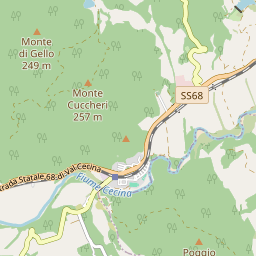 Monte
di Gello
249 m
Monte
Cuccheri
257 m
SS68
Strada Statale 68 di Val Cecina
Fiume Cecina
Poggio